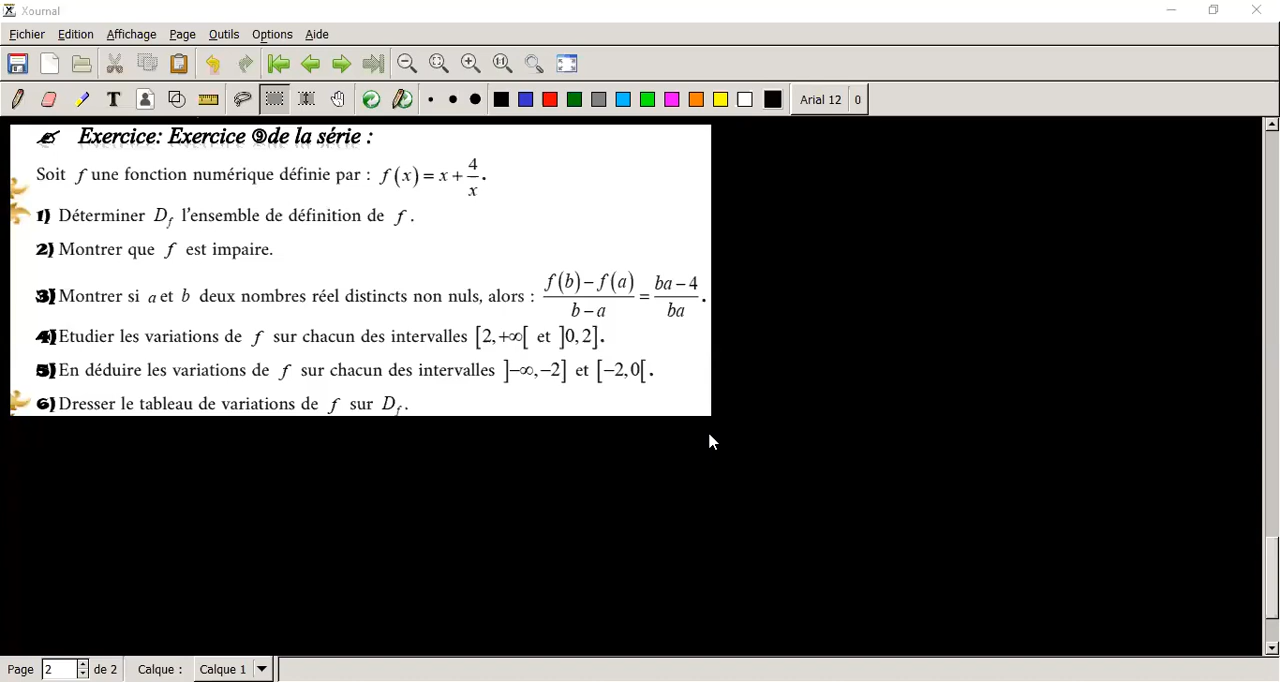 Xournal
Fichier Edition Affichage Page Outils Options Aide
Arial 12 0
Exercice: Exercice ⑨ de la série :
Soit f une fonction numérique définie par : f(x) = x + 4/x .
1) Déterminer D_f l'ensemble de définition de f .
2) Montrer que f est impaire.
3) Montrer si a et b deux nombres réel distincts non nuls, alors : (f(b) − f(a))/(b − a) = (ba − 4)/ba .
4) Etudier les variations de f sur chacun des intervalles [2,+∞[ et ]0,2] .
5) En déduire les variations de f sur chacun des intervalles ]−∞,−2] et [−2,0[ .
6) Dresser le tableau de variations de f sur D_f .
Page 2 de 2 Calque : Calque 1